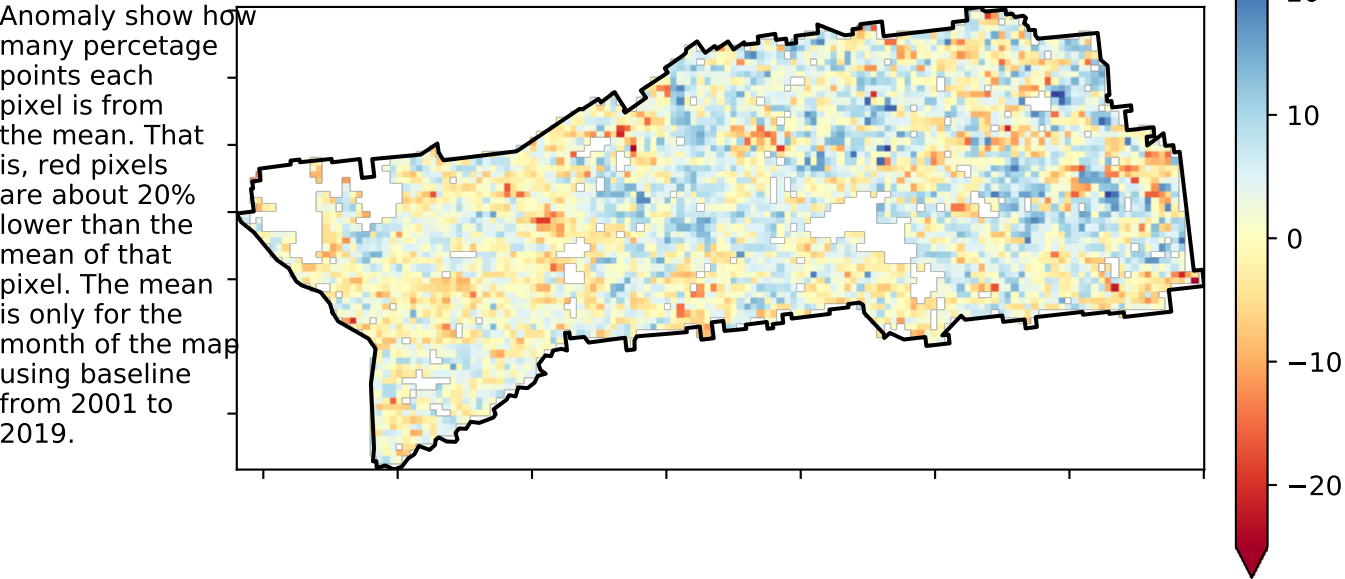 Anomaly show how
many percetage
points each
pixel is from
the mean. That
is, red pixels
are about 20%
lower than the
mean of that
pixel. The mean
is only for the
month of the map
using baseline
from 2001 to
2019.
10
0
−10
−20